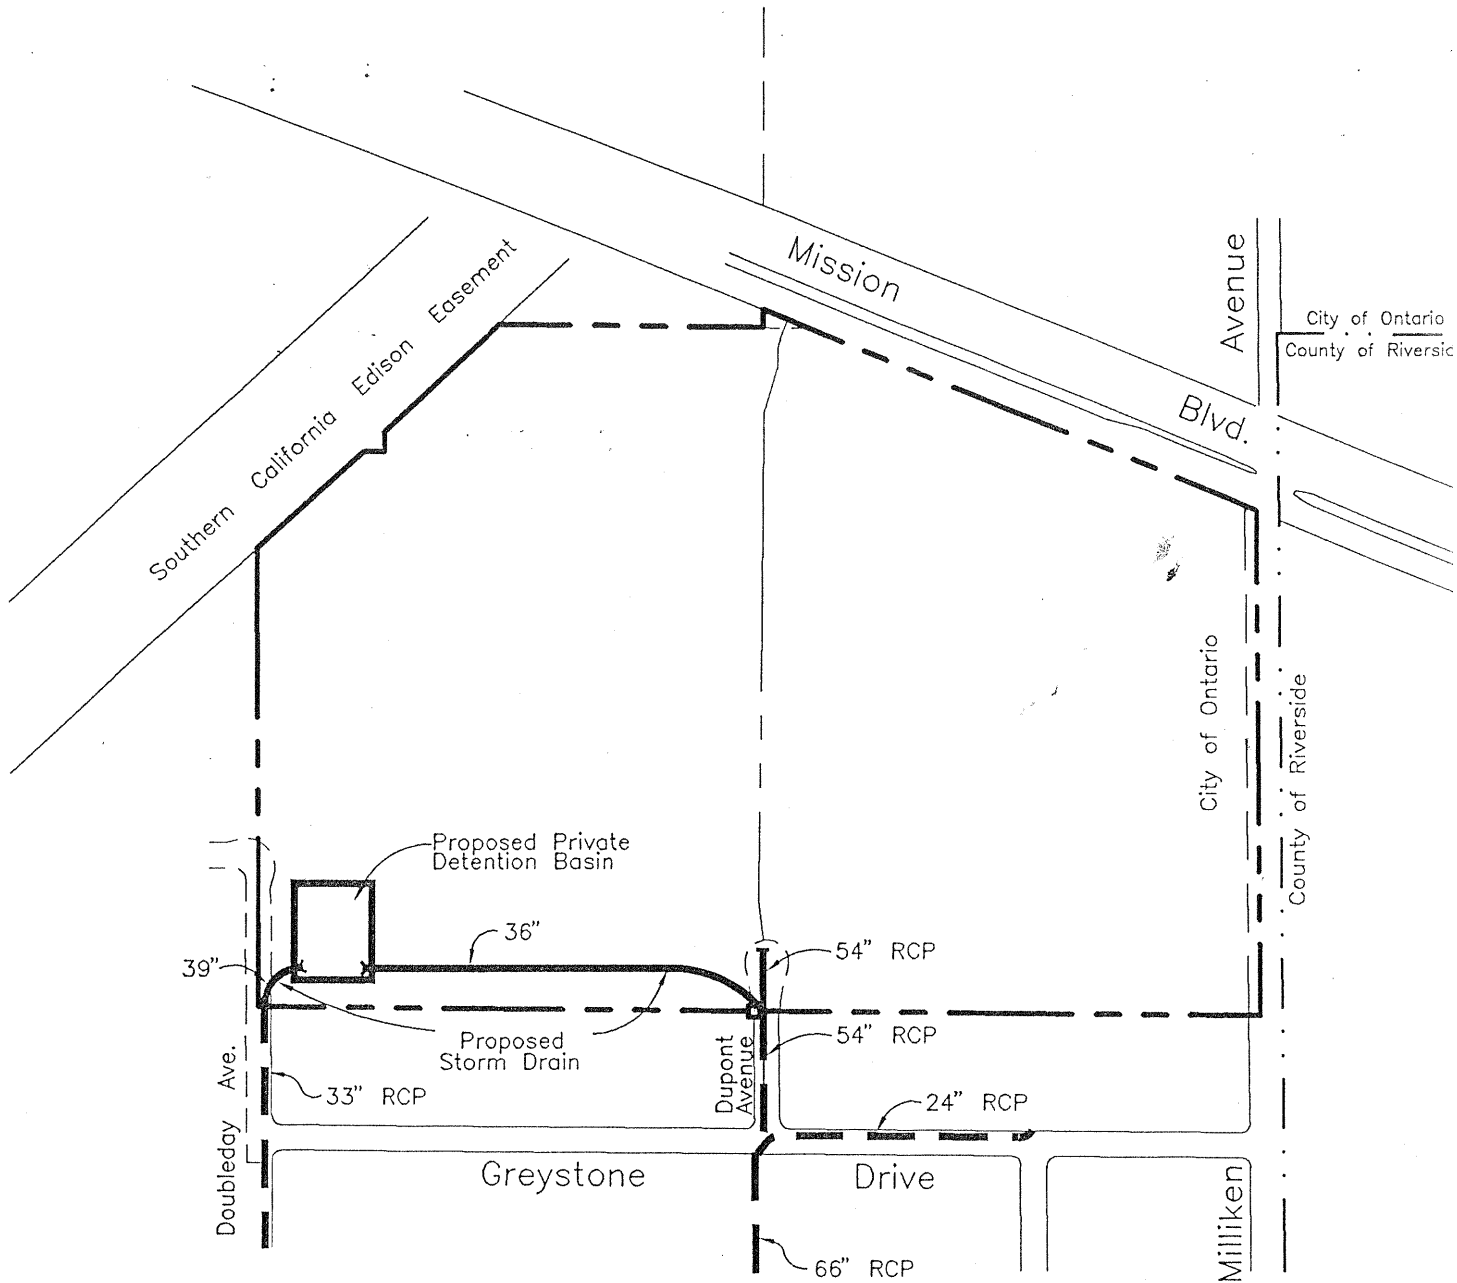 Mission
Blvd.
Avenue
City of Ontario
County of Riversic
Southern California Edison Easement
City of Ontario
County of Riverside
Proposed Private
Detention Basin
36"
39"
54" RCP
54" RCP
Proposed
Storm Drain
Dupont
Avenue
33" RCP
24" RCP
Doubleday Ave.
Greystone Drive
Milliken
66" RCP